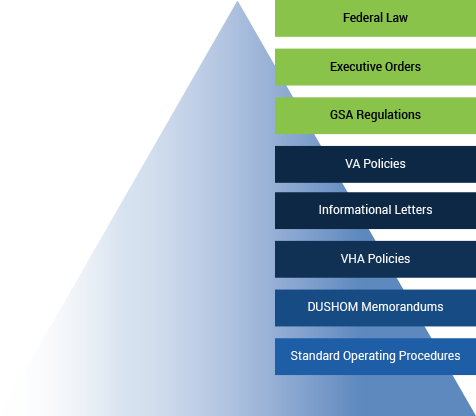 Federal Law
Executive Orders
GSA Regulations
VA Policies
Informational Letters
VHA Policies
DUSHOM Memorandums
Standard Operating Procedures